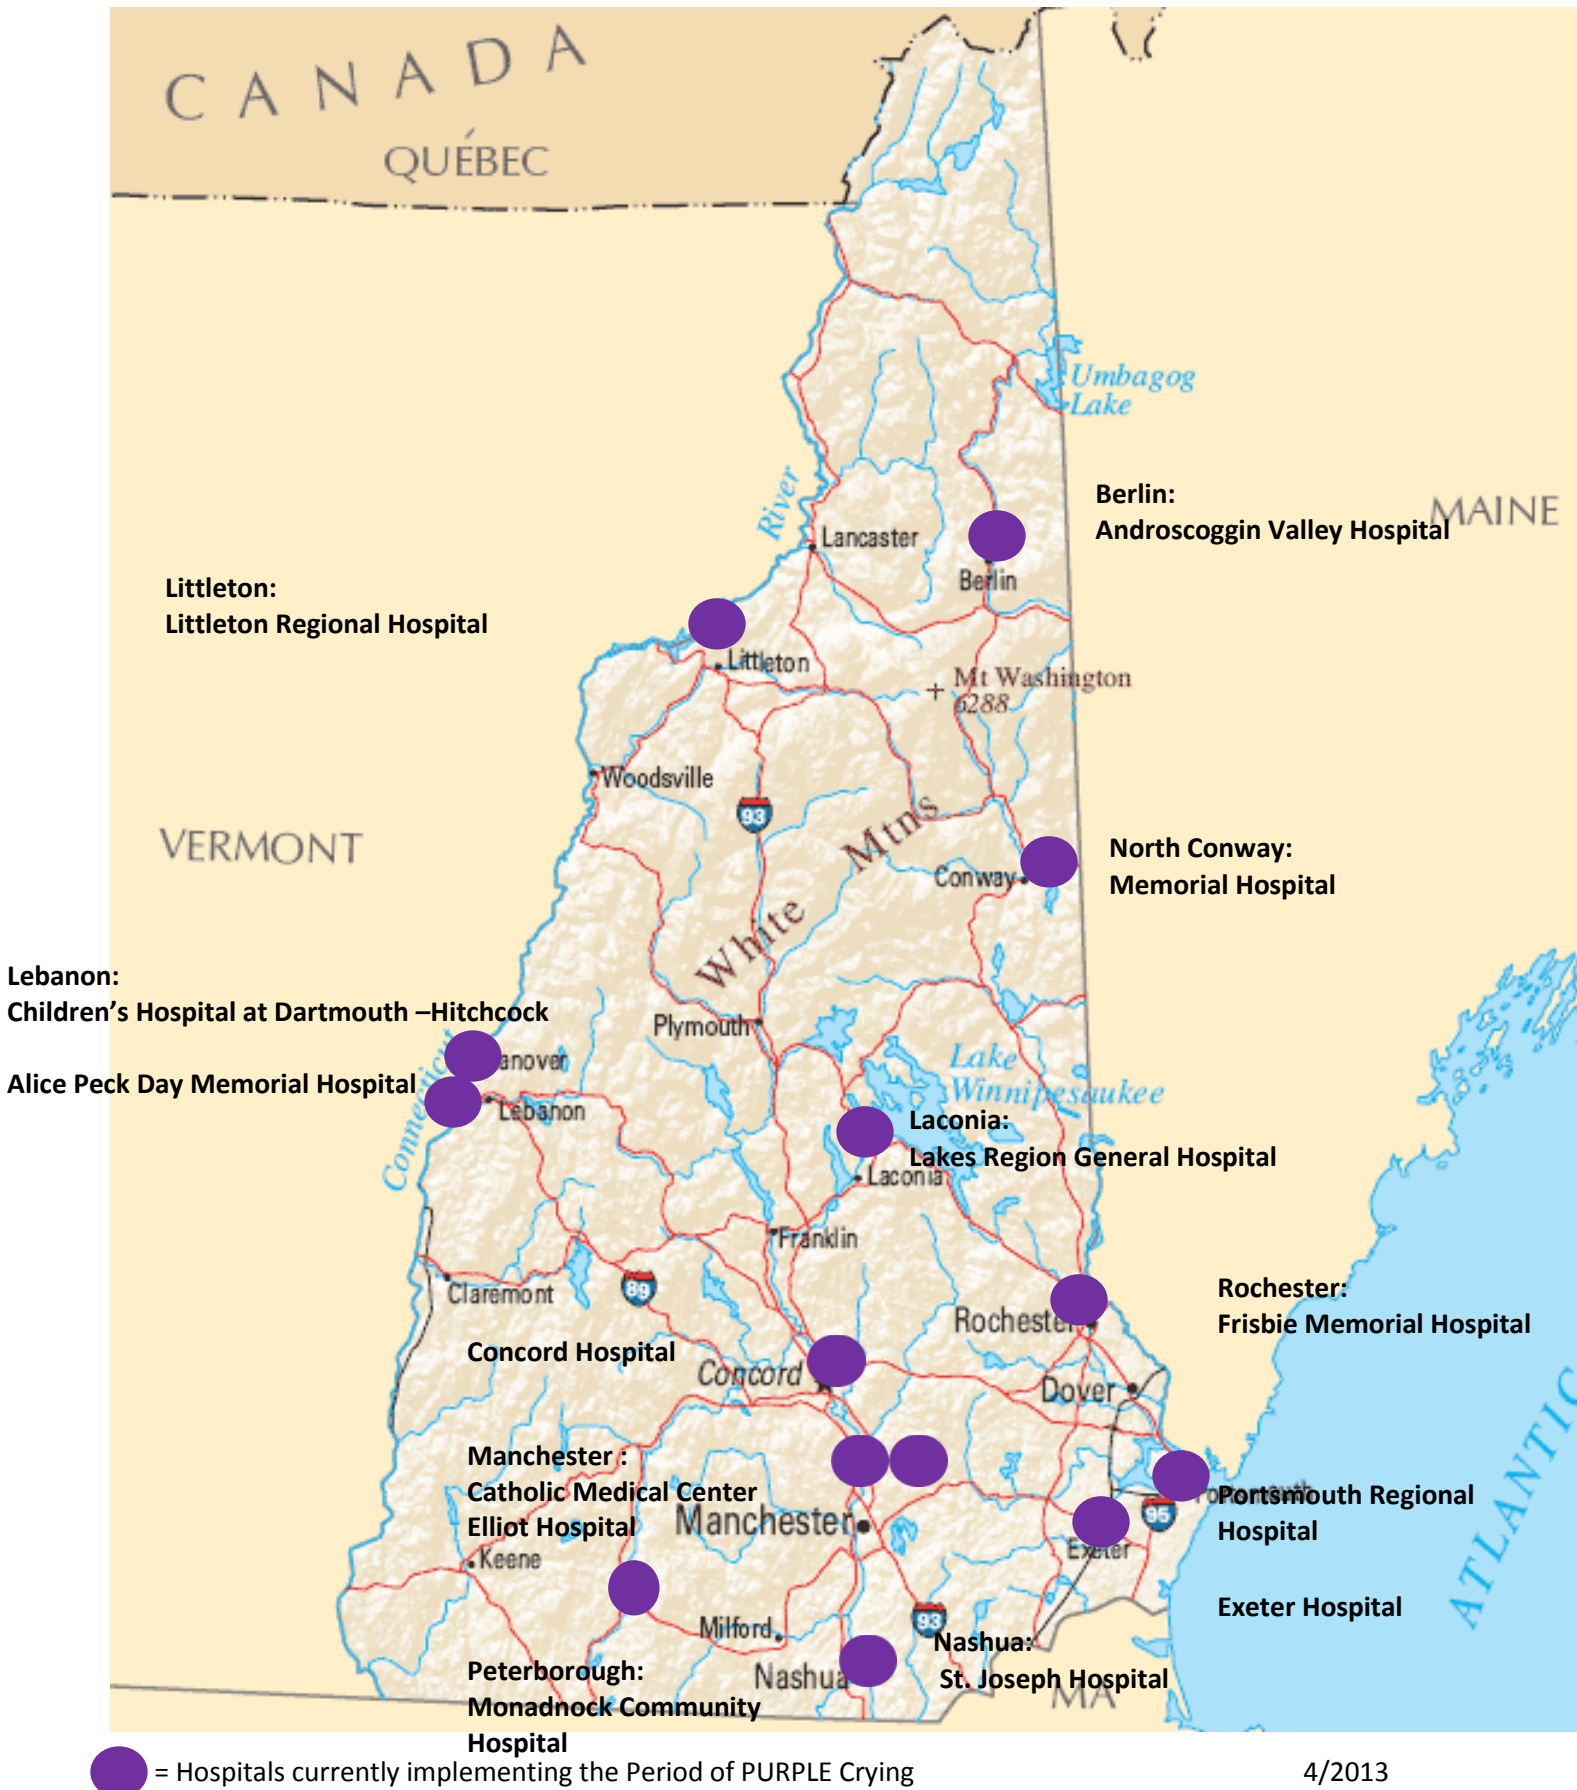 CANADA
QUÉBEC
Umbagog
Lake
River
Berlin:
Androscoggin Valley Hospital
MAINE
Lancaster
Berlin
Littleton:
Littleton Regional Hospital
Littleton
Mt Washington
6288
Woodsville
93
VERMONT
White Mtns
Conway
North Conway:
Memorial Hospital
Lebanon:
Children's Hospital at Dartmouth –Hitchcock
Plymouth
anover
Alice Peck Day Memorial Hospital
Lebanon
Connecticut
Lake
Winnipesaukee
Laconia:
Lakes Region General Hospital
Laconia
Franklin
Claremont
89
Rochester:
Frisbie Memorial Hospital
Rochester
Concord Hospital
Concord
Dover
Manchester :
Catholic Medical Center
Elliot Hospital
Manchester
Portsmouth Regional
Hospital
95
Exeter
Exeter Hospital
ATLANTIC
Keene
Milford
93
Nashua:
St. Joseph Hospital
Nashua
MA
Peterborough:
Monadnock Community
Hospital
= Hospitals currently implementing the Period of PURPLE Crying
4/2013